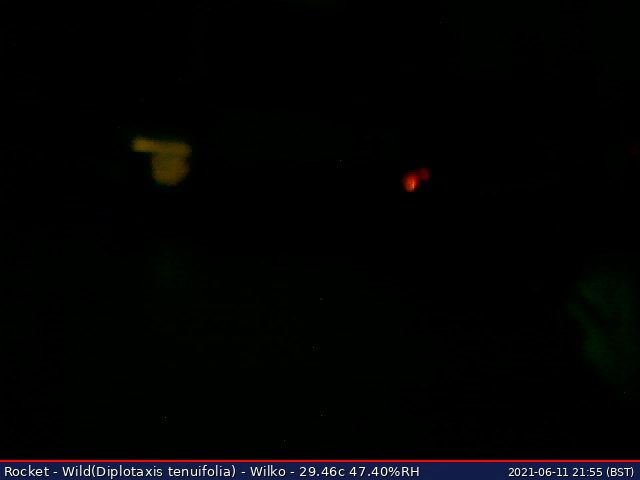 Rocket - Wild(Diplotaxis tenuifolia) - Wilko - 29.46c 47.40%RH
2021-06-11 21:55 (BST)